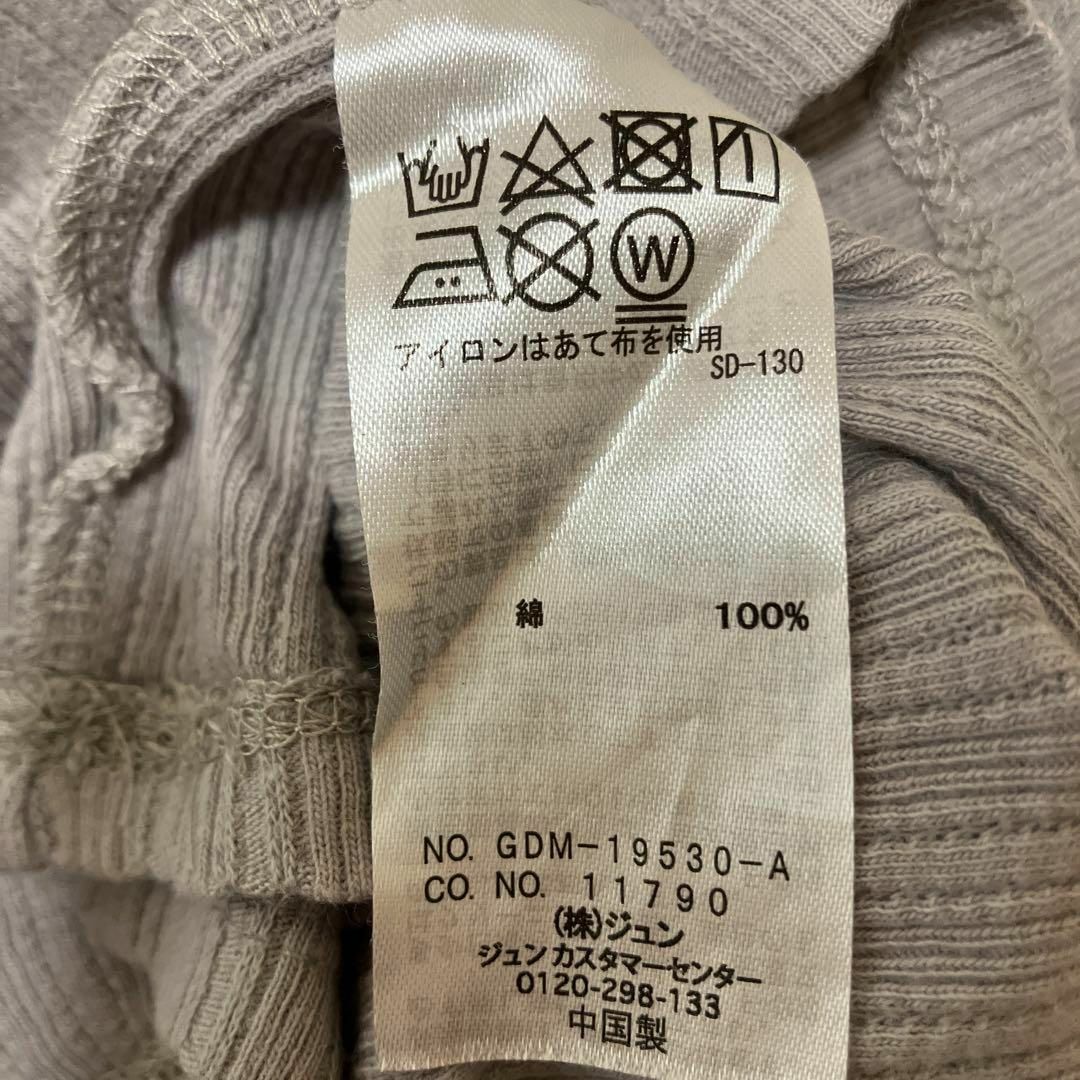 W
アイロンはあて布を使用
SD-130
綿 100%
NO. GDM-19530-A
CO. NO. 11790
(株)ジュン
ジュンカスタマーセンター
0120-298-133
中国製